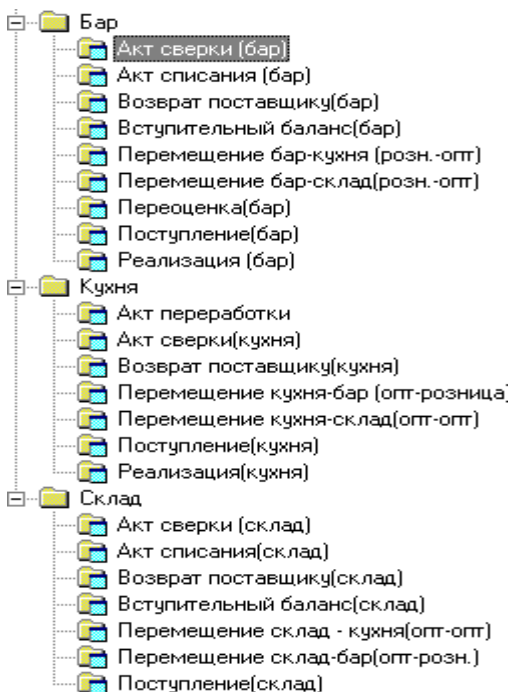 Бар
Акт сверки (бар)
Акт списания (бар)
Возврат поставщику(бар)
Вступительный баланс(бар)
Перемещение бар-кухня (розн.-опт)
Перемещение бар-склад(розн.-опт)
Переоценка(бар)
Поступление(бар)
Реализация (бар)
Кухня
Акт переработки
Акт сверки(кухня)
Возврат поставщику(кухня)
Перемещение кухня-бар (опт-розница)
Перемещение кухня-склад(опт-опт)
Поступление(кухня)
Реализация(кухня)
Склад
Акт сверки (склад)
Акт списания(склад)
Возврат поставщику(склад)
Вступительный баланс(склад)
Перемещение склад - кухня(опт-опт)
Перемещение склад-бар(опт-розн.)
Поступление(склад)